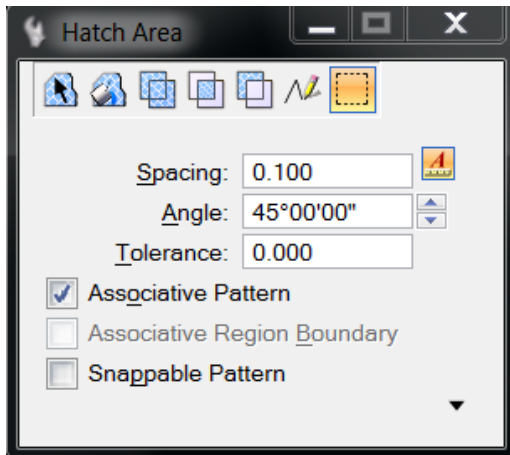 Hatch Area
Spacing: 0.100
Angle: 45°00'00"
Tolerance: 0.000
Associative Pattern
Associative Region Boundary
Snappable Pattern